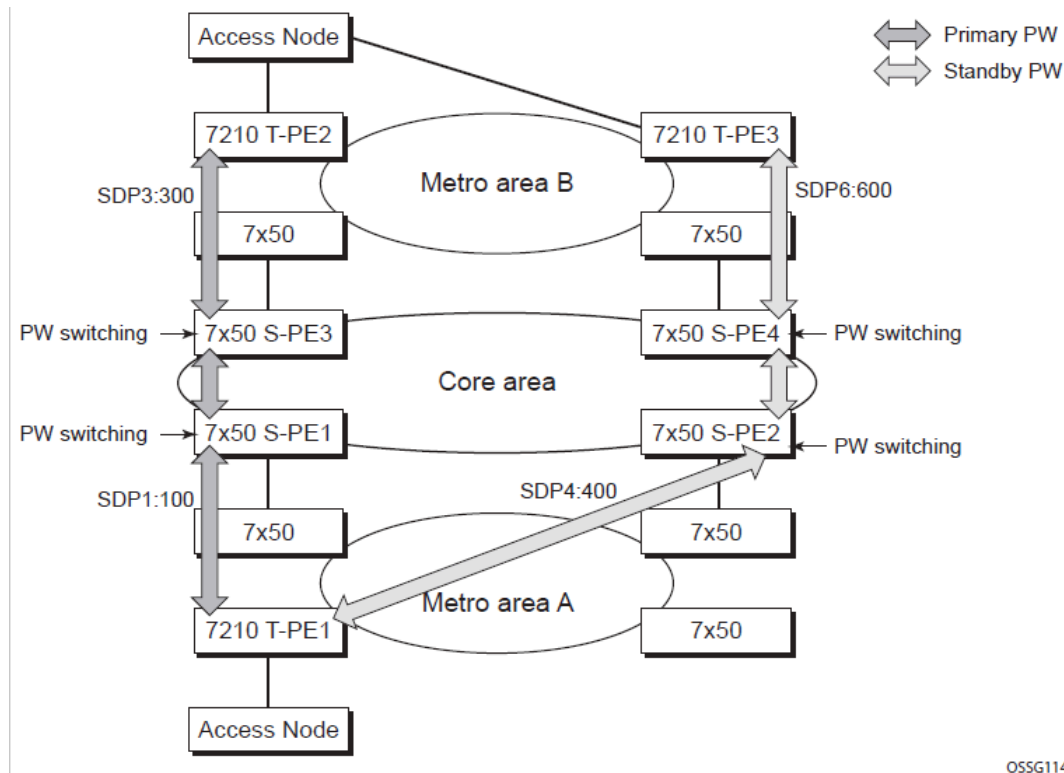 Access Node
Primary PW
Standby PW
7210 T-PE2
7210 T-PE3
Metro area B
SDP3:300
SDP6:600
7x50
7x50
PW switching
7x50 S-PE3
7x50 S-PE4
PW switching
Core area
PW switching
7x50 S-PE1
7x50 S-PE2
PW switching
SDP1:100
SDP4:400
7x50
7x50
Metro area A
7210 T-PE1
7x50
Access Node
OSSG114